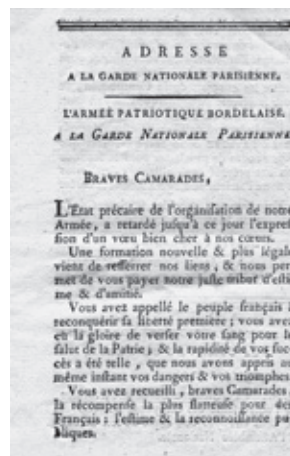 ADRESSE
A LA GARDE NATIONALE PARISIENNE,
L'ARMÉE PATRIOTIQUE BORDELAISE,
A LA GARDE NATIONALE PARISIENNE
BRAVES CAMARADES,
L'État précaire de l'organisation de notre
Armée, a retardé jusqu'à ce jour l'expres-
sion d'un vœu bien cher à nos cœurs.
Une formation nouvelle & plus légale
vient de resserrer nos liens, & nous per-
met de vous payer notre juste tribut d'esti-
me & d'amitié.
Vous avez appellé le peuple français à
reconquérir sa liberté premiere ; vous avez
eu la gloire de verser votre sang pour le
salut de la Patrie ; & la rapidité de vos suc-
cès a été telle, que nous avons appris au
même instant vos dangers & vos triomphes.
Vous avez recueilli, braves Camarades,
la récompense la plus flatteuse pour des
Français : l'estime & la reconnaissance pu-
bliques.